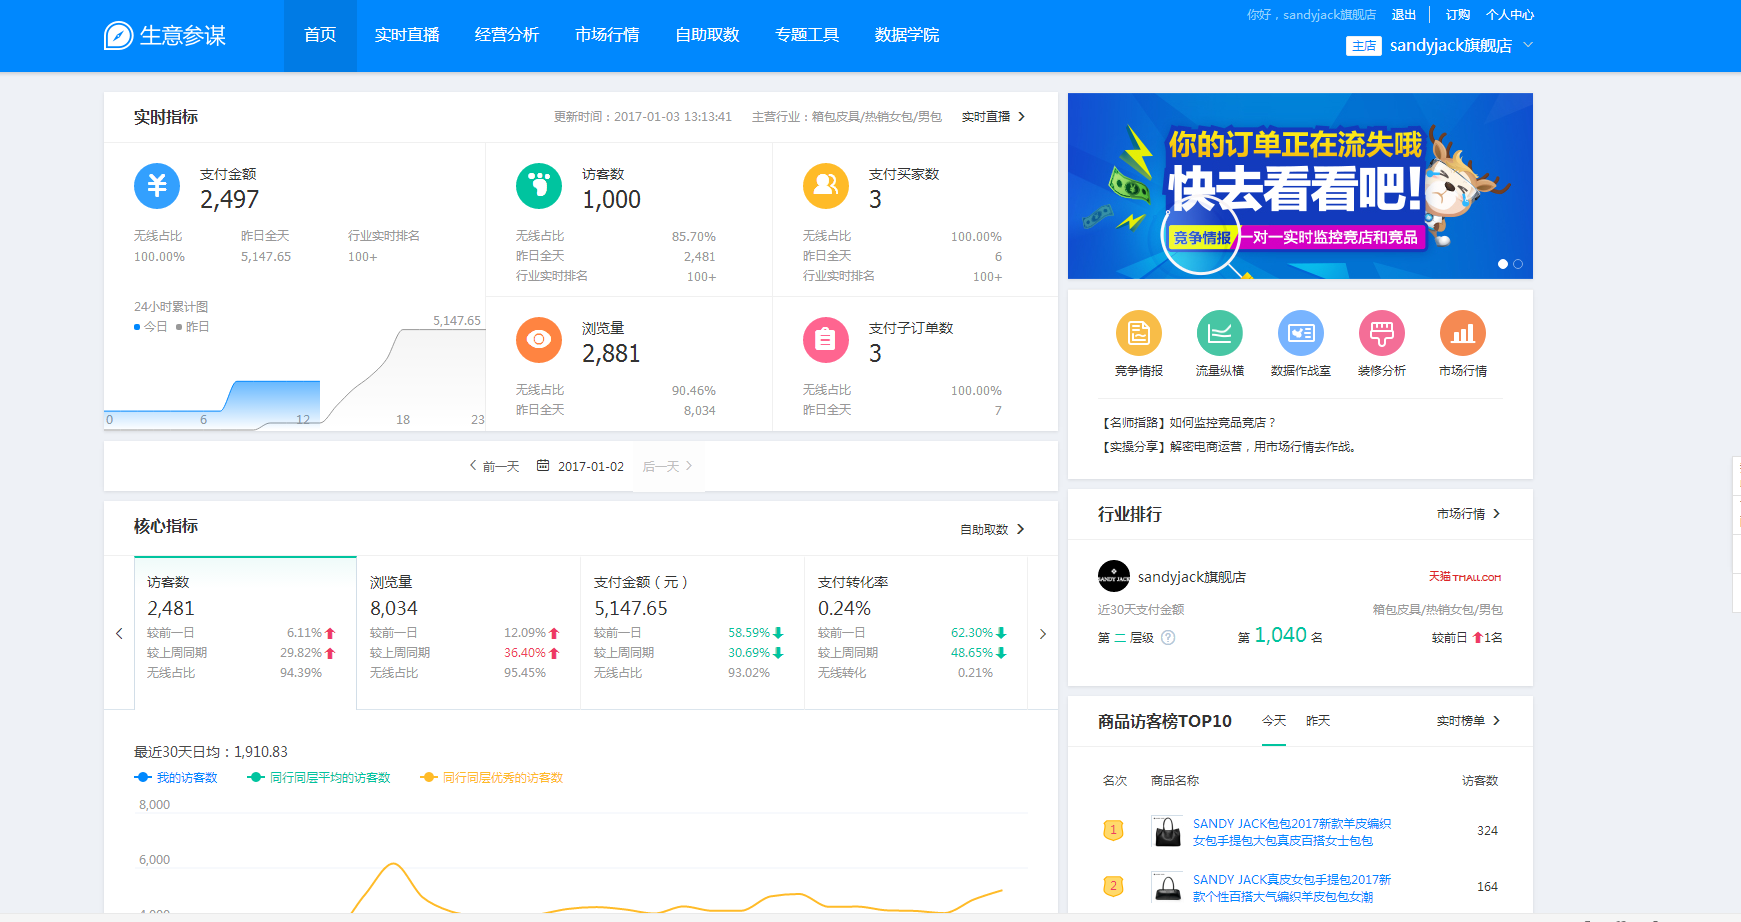 你好，sandyjack旗舰店 退出 订购 个人中心
生意参谋 首页 实时直播 经营分析 市场行情 自助取数 专题工具 数据学院
主店 sandyjack旗舰店
实时指标 更新时间：2017-01-03 13:13:41 主营行业：箱包皮具/热销女包/男包 实时直播
支付金额
2,497
无线占比 昨日全天 行业实时排名
100.00% 5,147.65 100+
24小时累计图
今日 昨日
5,147.65
0 6 12 18 23
访客数
1,000
无线占比 85.70%
昨日全天 2,481
行业实时排名 100+
支付买家数
3
无线占比 100.00%
昨日全天 6
行业实时排名 100+
浏览量
2,881
无线占比 90.46%
昨日全天 8,034
支付子订单数
3
无线占比 100.00%
昨日全天 7
前一天 2017-01-02 后一天
核心指标 自助取数
访客数
2,481
较前一日 6.11%
较上周同期 29.82%
无线占比 94.39%
浏览量
8,034
较前一日 12.09%
较上周同期 36.40%
无线占比 95.45%
支付金额（元）
5,147.65
较前一日 58.59%
较上周同期 30.69%
无线占比 93.02%
支付转化率
0.24%
较前一日 62.30%
较上周同期 48.65%
无线转化 0.21%
最近30天日均：1,910.83
我的访客数 同行同层平均的访客数 同行同层优秀的访客数
8,000
6,000
4,000
你的订单正在流失哦
快去看看吧！
竞争情报 一对一实时监控竞店和竞品
竞争情报 流量纵横 数据作战室 装修分析 市场行情
【名师指路】如何监控竞品竞店？
【实操分享】解密电商运营，用市场行情去作战。
行业排行 市场行情
SANDY JACK sandyjack旗舰店 天猫TMALL.COM
近30天支付金额 箱包皮具/热销女包/男包
第 二 层级 ? 第 1,040 名 较前日 1名
商品访客榜TOP10 今天 昨天 实时榜单
名次 商品名称 访客数
1 SANDY JACK包包2017新款羊皮编织
女包手提包大包真皮百搭女士包包 324
2 SANDY JACK真皮女包手提包2017新
款个性百搭大气编织羊皮包包女潮 164